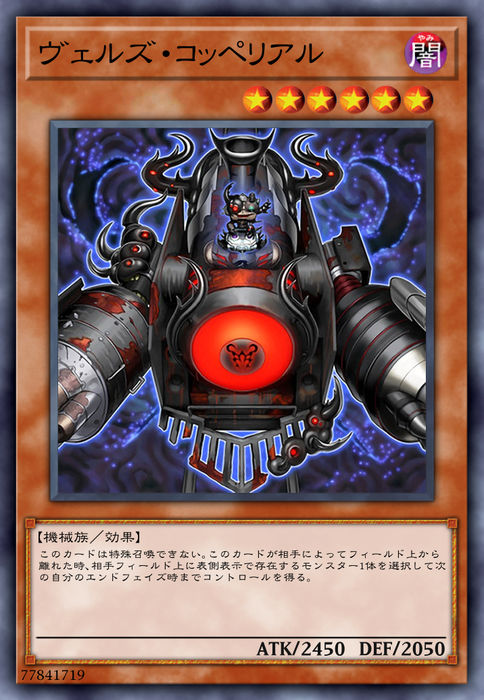 ヴェルズ・コッペリアル
やみ
闇
【機械族／効果】
このカードは特殊召喚できない。このカードが相手によってフィールド上から
離れた時、相手フィールド上に表側表示で存在するモンスター1体を選択して次
の自分のエンドフェイズ時までコントロールを得る。
ATK/2450 DEF/2050
77841719